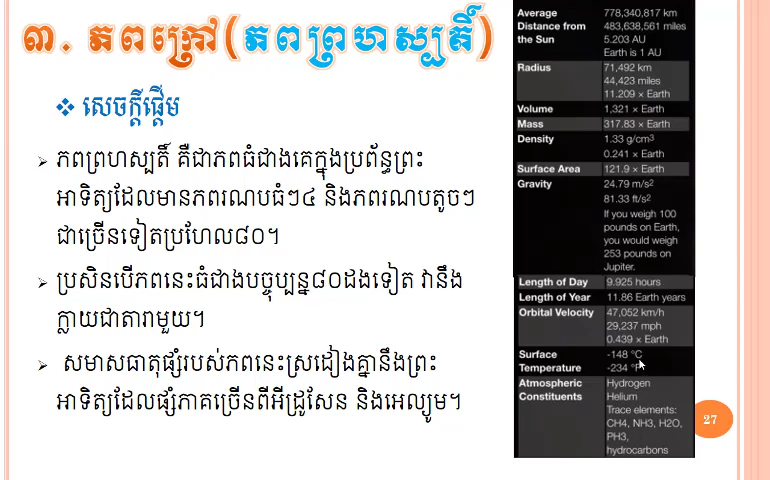 ៣. ភពក្រៅ(ភពព្រហស្បតិ៍)
❖ សេចក្ដីផ្ដើម
➢ ភពព្រហស្បតិ៍ គឺជាភពធំជាងគេក្នុងប្រព័ន្ធព្រះ
អាទិត្យដែលមានភពរណបធំៗ៤ និងភពរណបតូចៗ
ជាច្រើនទៀតប្រហែល៨០។
➢ ប្រសិនបើភពនេះធំជាងបច្ចុប្បន្ន៨០ដងទៀត វានឹង
ក្លាយជាតារាមួយ។
➢ សមាសធាតុផ្សំរបស់ភពនេះស្រដៀងគ្នានឹងព្រះ
អាទិត្យដែលផ្សំភាគច្រើនពីអ៊ីដ្រូសែន និងអេល្យូម។
Average 778,340,817 km
Distance from 483,638,561 miles
the Sun 5.203 AU
Earth is 1 AU
Radius 71,492 km
44,423 miles
11.209 × Earth
Volume 1,321 × Earth
Mass 317.83 × Earth
Density 1.33 g/cm³
0.241 × Earth
Surface Area 121.9 × Earth
Gravity 24.79 m/s²
81.33 ft/s²
If you weigh 100
pounds on Earth,
you would weigh
253 pounds on
Jupiter.
Length of Day 9.925 hours
Length of Year 11.86 Earth years
Orbital Velocity 47,052 km/h
29,237 mph
0.439 × Earth
Surface -148 °C
Temperature -234 °F
Atmospheric Hydrogen
Constituents Helium
Trace elements:
CH4, NH3, H2O,
PH3,
hydrocarbons
27